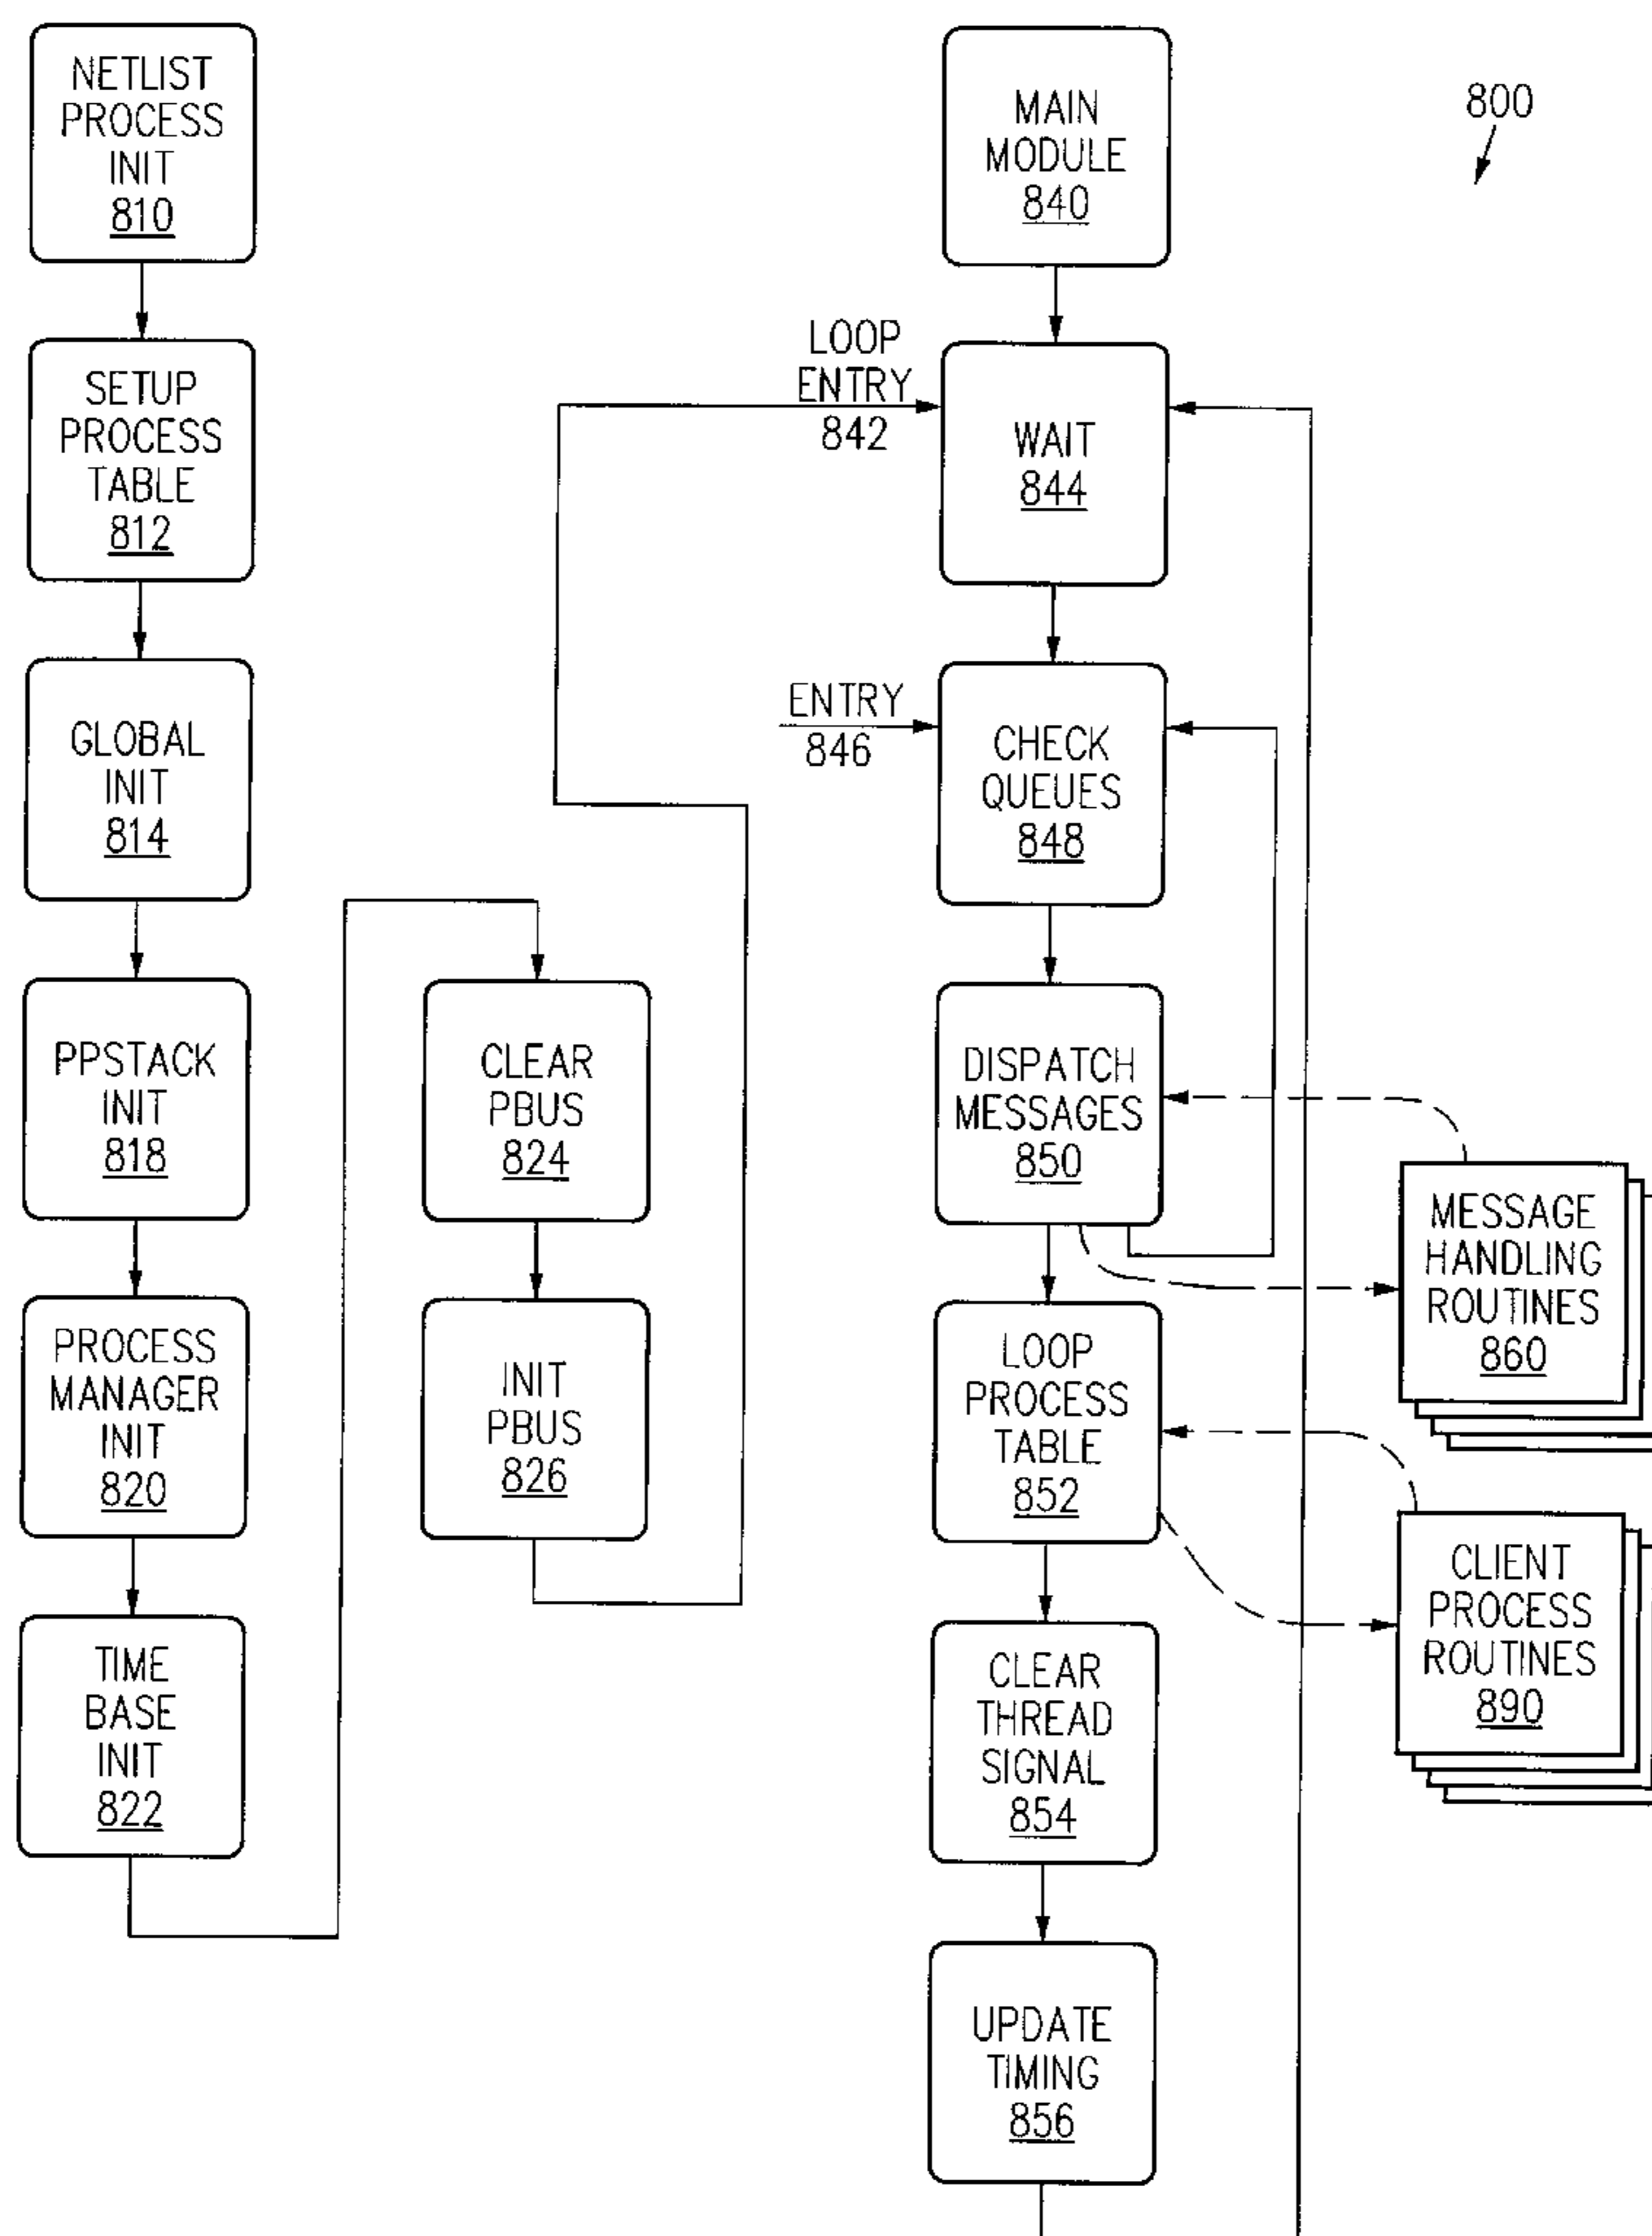 NETLIST
PROCESS
INIT
810
SETUP
PROCESS
TABLE
812
GLOBAL
INIT
814
PPSTACK
INIT
818
PROCESS
MANAGER
INIT
820
TIME
BASE
INIT
822
CLEAR
PBUS
824
INIT
PBUS
826
MAIN
MODULE
840
800
LOOP
ENTRY
842
WAIT
844
ENTRY
846
CHECK
QUEUES
848
DISPATCH
MESSAGES
850
LOOP
PROCESS
TABLE
852
CLEAR
THREAD
SIGNAL
854
UPDATE
TIMING
856
MESSAGE
HANDLING
ROUTINES
860
CLIENT
PROCESS
ROUTINES
890